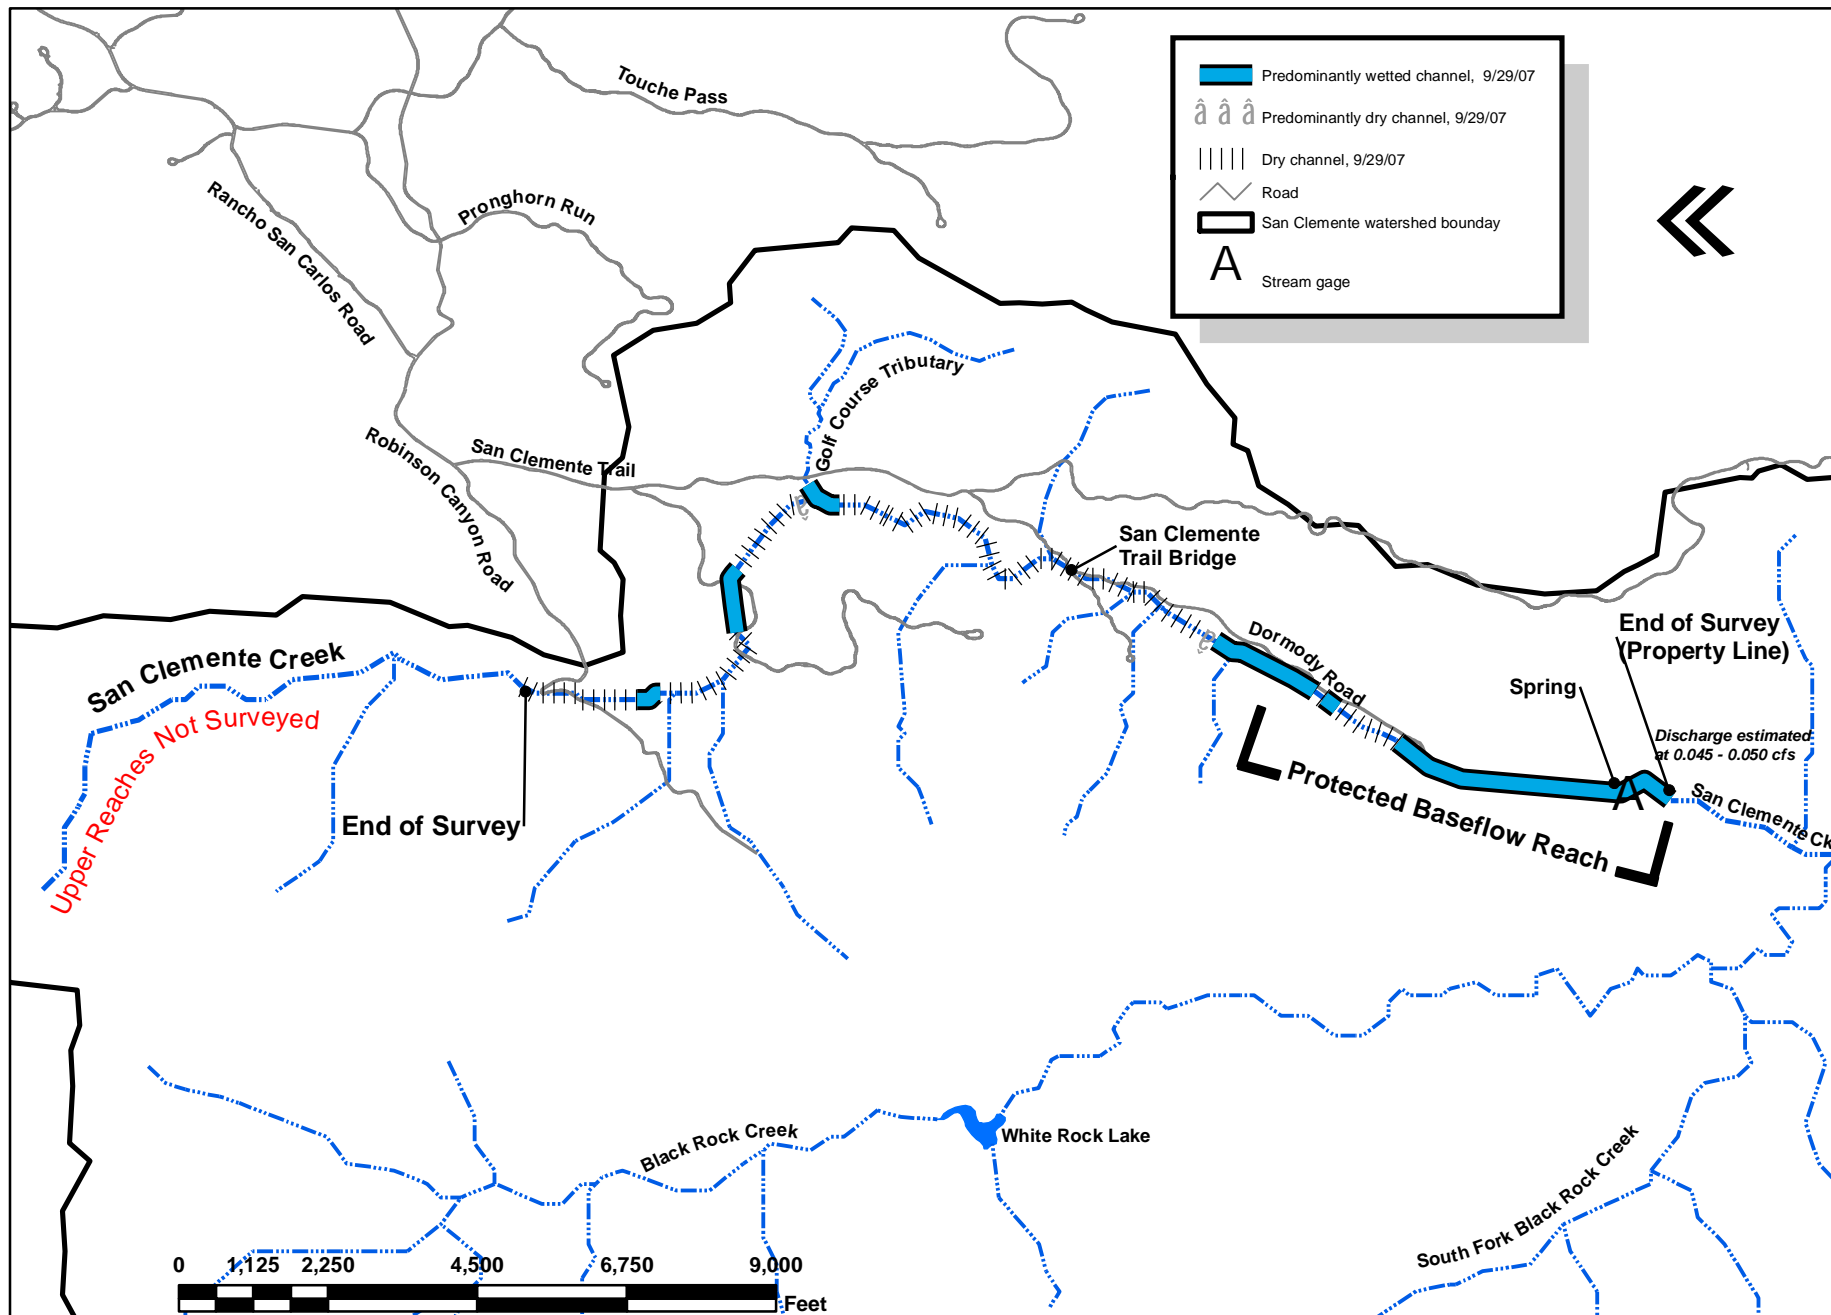 Touche Pass
Predominantly wetted channel, 9/29/07
â â â Predominantly dry channel, 9/29/07
Dry channel, 9/29/07
Road
San Clemente watershed bounday
A
Stream gage
Rancho San Carlos Road
Pronghorn Run
Golf Course Tributary
Robinson Canyon Road
San Clemente Trail
ê
San Clemente
Trail Bridge
ê
Dormody Road
End of Survey
(Property Line)
Spring
Discharge estimated
at 0.045 - 0.050 cfs
San Clemente Creek
Upper Reaches Not Surveyed
End of Survey
Protected Baseflow Reach
A
San Clemente Ck
Black Rock Creek
White Rock Lake
South Fork Black Rock Creek
0 1,125 2,250 4,500 6,750 9,000
Feet